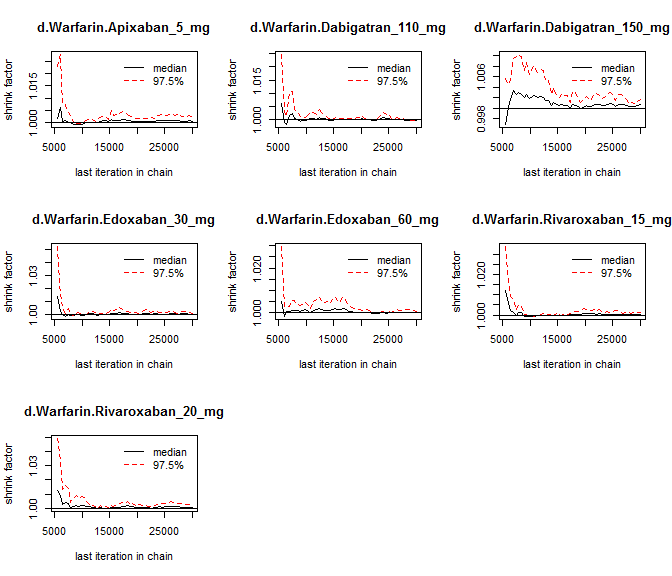 d.Warfarin.Apixaban_5_mg
shrink factor
1.000 1.015
median
97.5%
5000 15000 25000
last iteration in chain
d.Warfarin.Dabigatran_110_mg
shrink factor
1.000 1.015
median
97.5%
5000 15000 25000
last iteration in chain
d.Warfarin.Dabigatran_150_mg
shrink factor
0.998 1.006
median
97.5%
5000 15000 25000
last iteration in chain
d.Warfarin.Edoxaban_30_mg
shrink factor
1.00 1.03
median
97.5%
5000 15000 25000
last iteration in chain
d.Warfarin.Edoxaban_60_mg
shrink factor
1.000 1.020
median
97.5%
5000 15000 25000
last iteration in chain
d.Warfarin.Rivaroxaban_15_mg
shrink factor
1.000 1.020
median
97.5%
5000 15000 25000
last iteration in chain
d.Warfarin.Rivaroxaban_20_mg
shrink factor
1.00 1.03
median
97.5%
5000 15000 25000
last iteration in chain